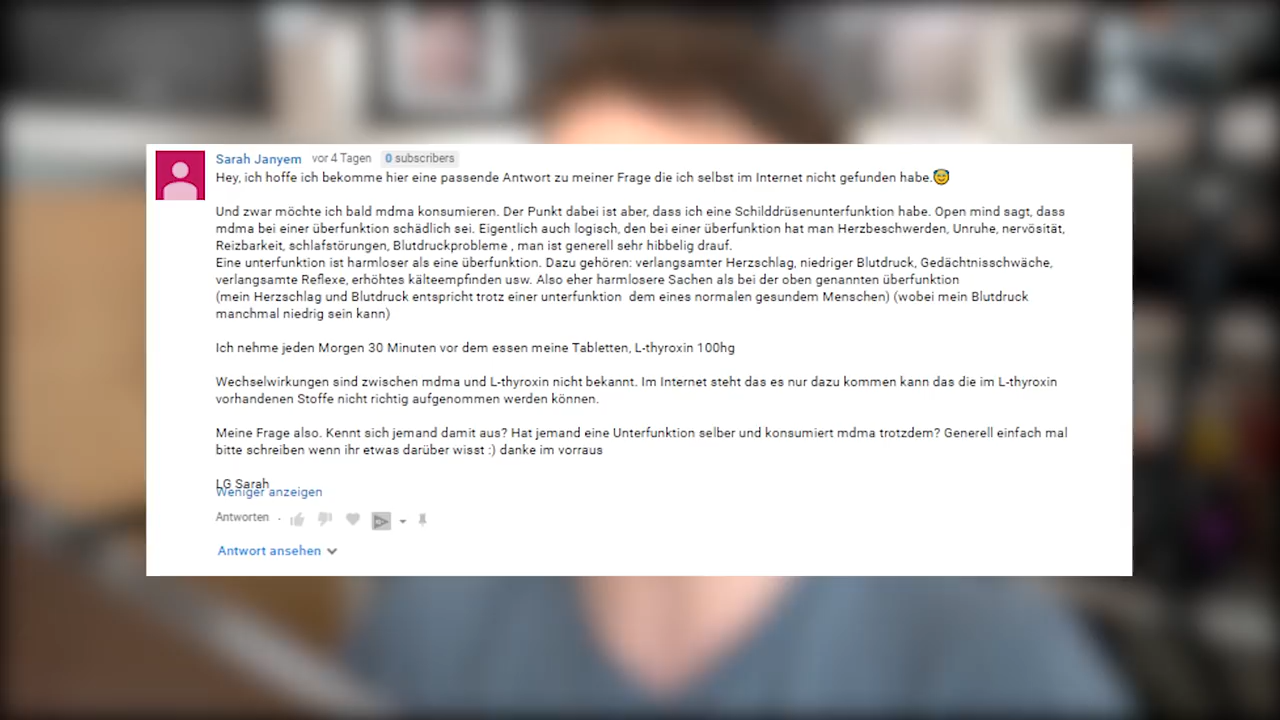 Sarah Janyem vor 4 Tagen 0 subscribers
Hey, ich hoffe ich bekomme hier eine passende Antwort zu meiner Frage die ich selbst im Internet nicht gefunden habe.😇
Und zwar möchte ich bald mdma konsumieren. Der Punkt dabei ist aber, dass ich eine Schilddrüsenunterfunktion habe. Open mind sagt, dass
mdma bei einer überfunktion schädlich sei. Eigentlich auch logisch, den bei einer überfunktion hat man Herzbeschwerden, Unruhe, nervösität,
Reizbarkeit, schlafstörungen, Blutdruckprobleme , man ist generell sehr hibbelig drauf.
Eine unterfunktion ist harmloser als eine überfunktion. Dazu gehören: verlangsamter Herzschlag, niedriger Blutdruck, Gedächtnisschwäche,
verlangsamte Reflexe, erhöhtes kälteempfinden usw. Also eher harmlosere Sachen als bei der oben genannten überfunktion
(mein Herzschlag und Blutdruck entspricht trotz einer unterfunktion dem eines normalen gesundem Menschen) (wobei mein Blutdruck
manchmal niedrig sein kann)
Ich nehme jeden Morgen 30 Minuten vor dem essen meine Tabletten, L-thyroxin 100hg
Wechselwirkungen sind zwischen mdma und L-thyroxin nicht bekannt. Im Internet steht das es nur dazu kommen kann das die im L-thyroxin
vorhandenen Stoffe nicht richtig aufgenommen werden können.
Meine Frage also. Kennt sich jemand damit aus? Hat jemand eine Unterfunktion selber und konsumiert mdma trotzdem? Generell einfach mal
bitte schreiben wenn ihr etwas darüber wisst :) danke im vorraus
LG Sarah
Weniger anzeigen
Antworten ·
Antwort ansehen